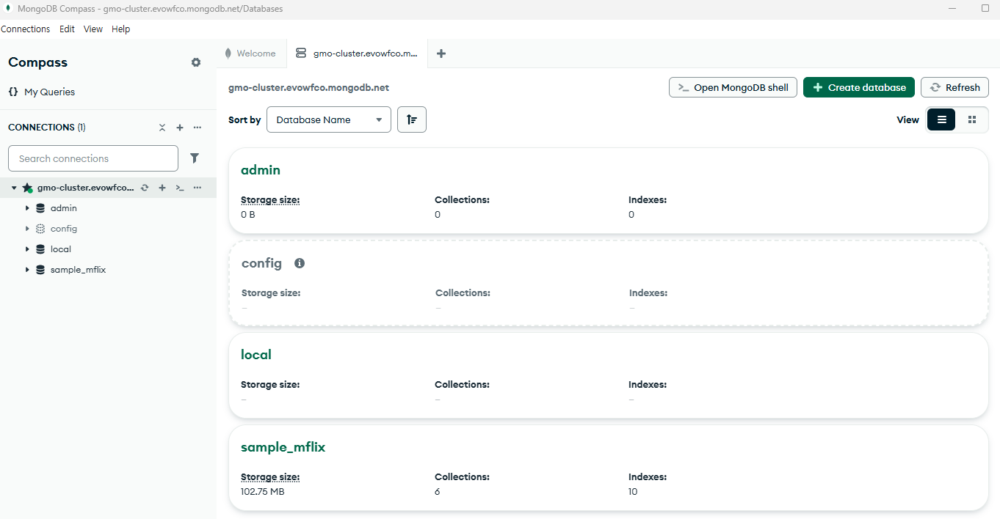 MongoDB Compass - gmo-cluster.evowfco.mongodb.net/Databases
Connections Edit View Help
Compass
{} My Queries
CONNECTIONS (1)
Search connections
gmo-cluster.evowfco...
admin
config
local
sample_mflix
Welcome gmo-cluster.evowfco.m...
gmo-cluster.evowfco.mongodb.net
>_ Open MongoDB shell + Create database Refresh
Sort by Database Name View
admin
Storage size: Collections: Indexes:
0 B 0 0
config
Storage size: Collections: Indexes:
– – –
local
Storage size: Collections: Indexes:
– – –
sample_mflix
Storage size: Collections: Indexes:
102.75 MB 6 10